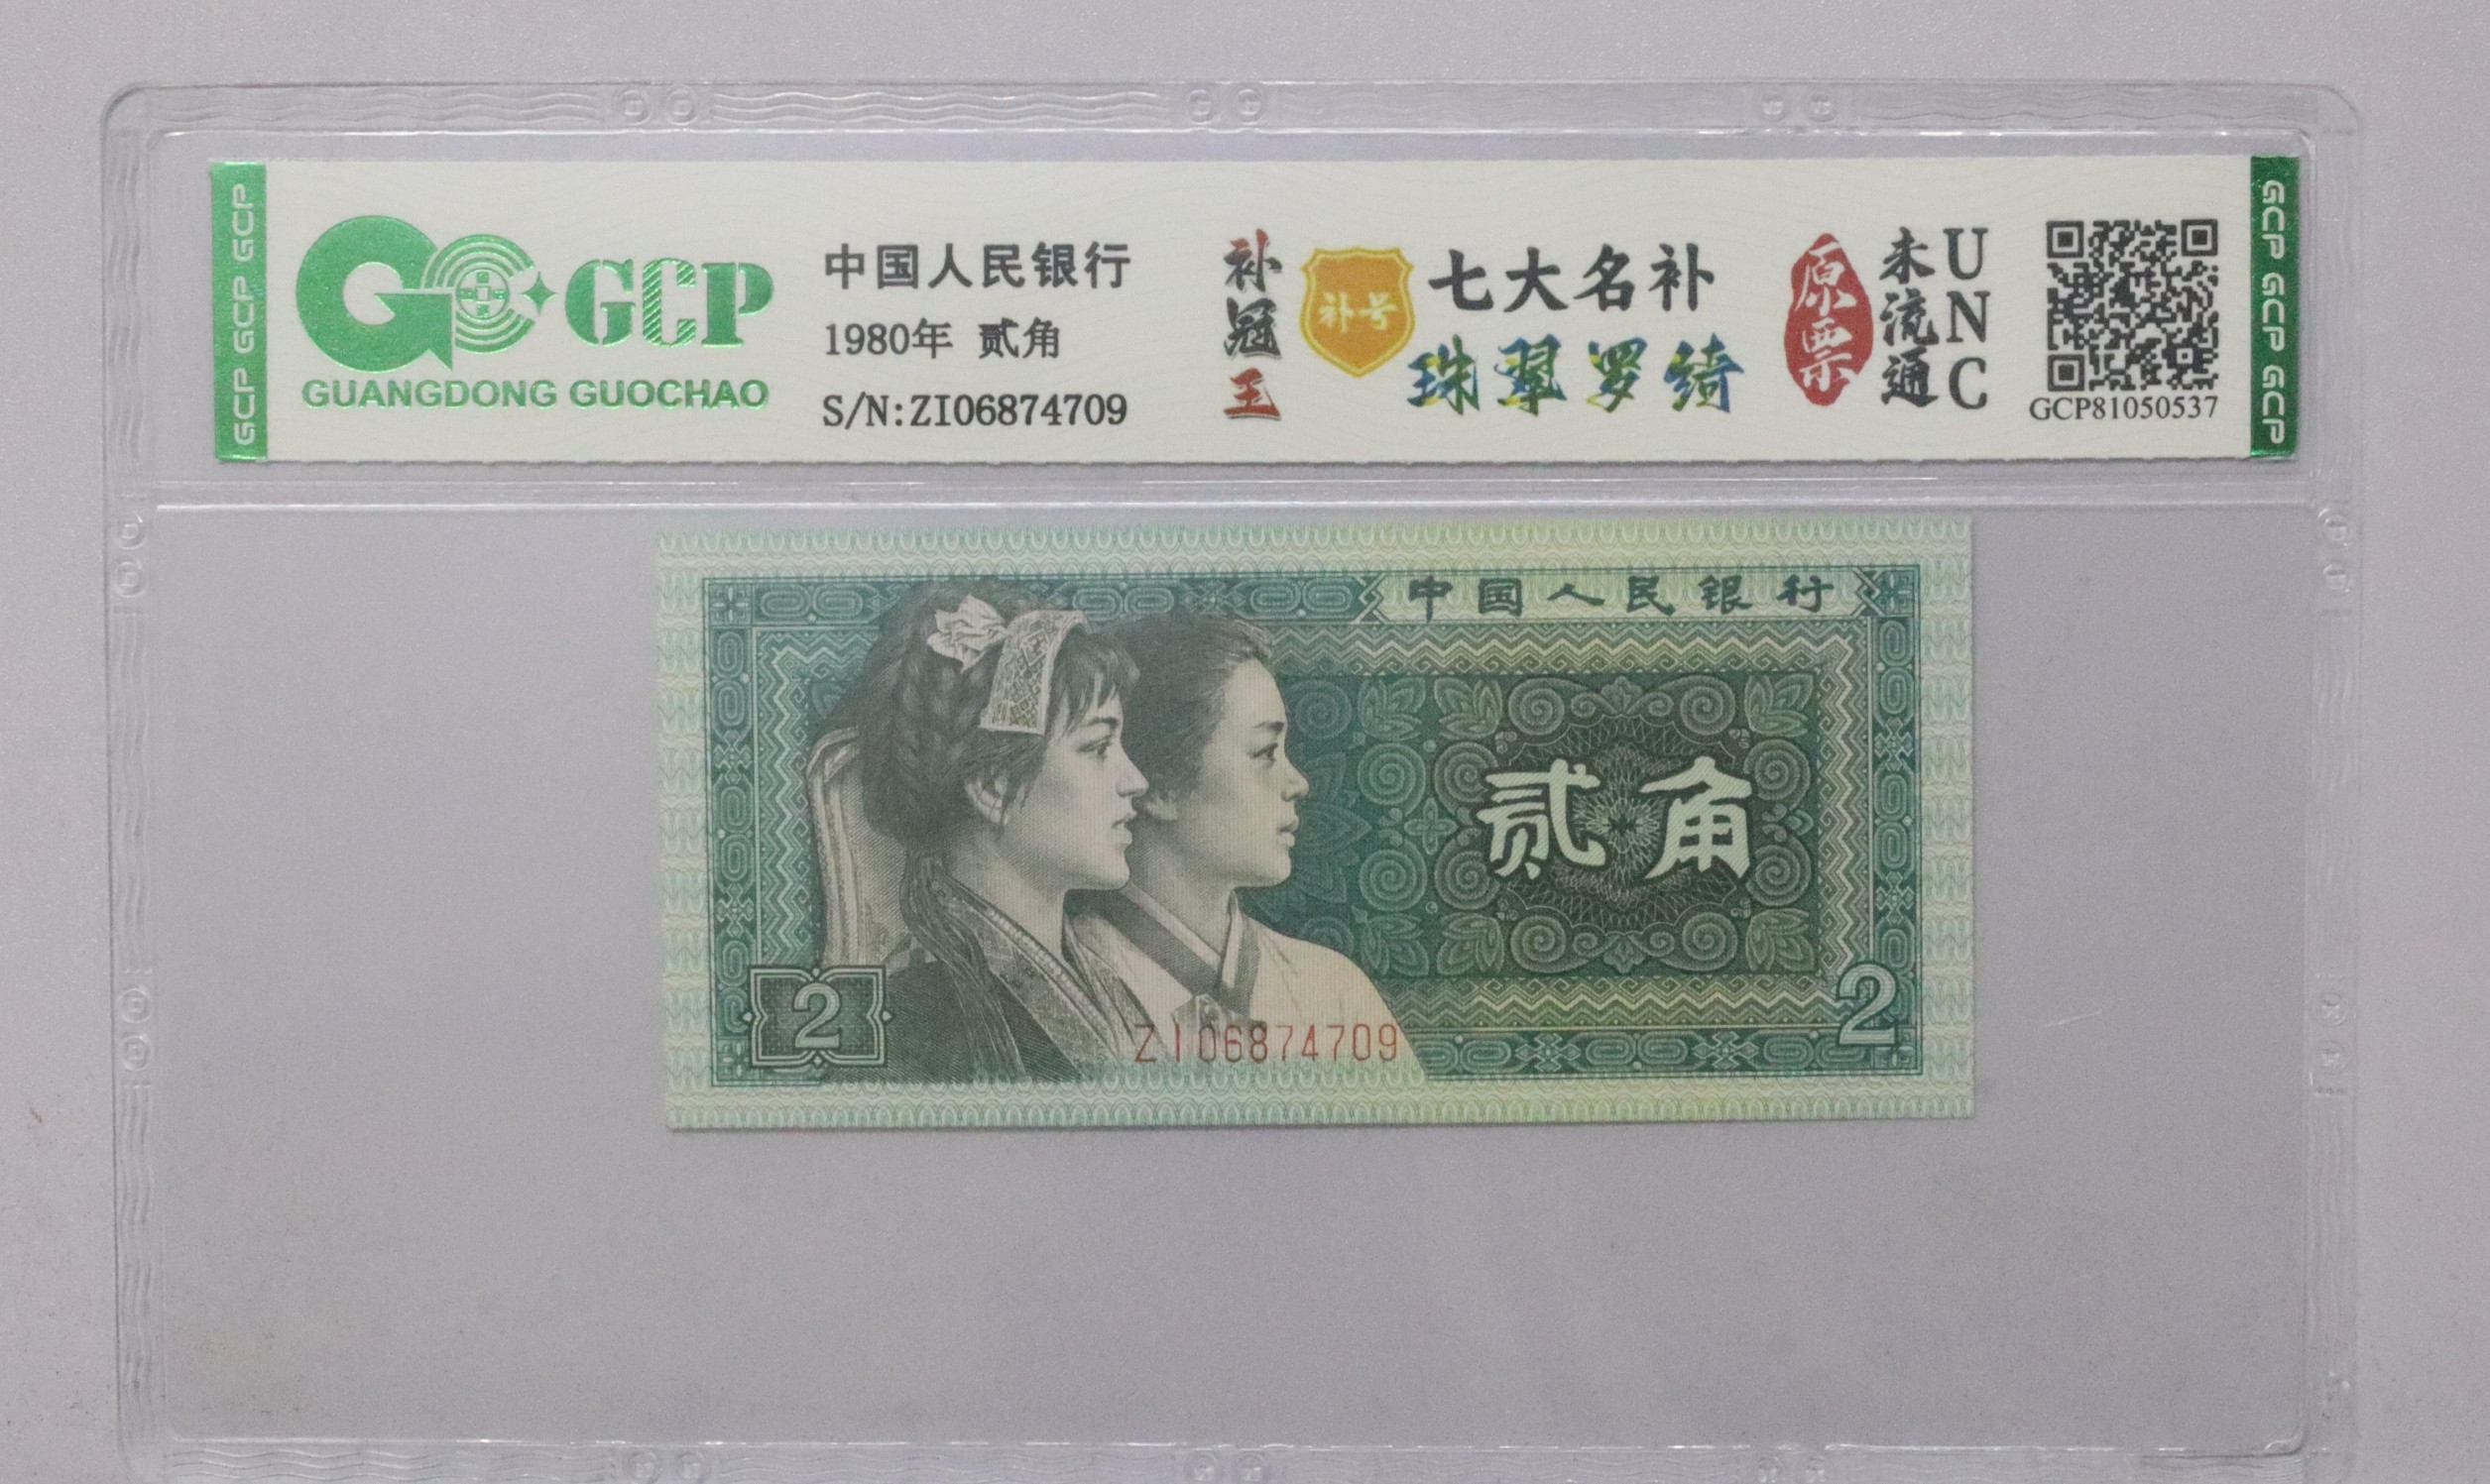 GCP GCP GCP
GCP
GUANGDONG GUOCHAO
中国人民银行
1980年 贰角
S/N:ZI06874709
补冠王
补号
七大名补
珠翠罗绮
原票
未流通
UNC
GCP81050537
GCP GCP GCP
中国人民银行
贰角
2
2
ZI06874709